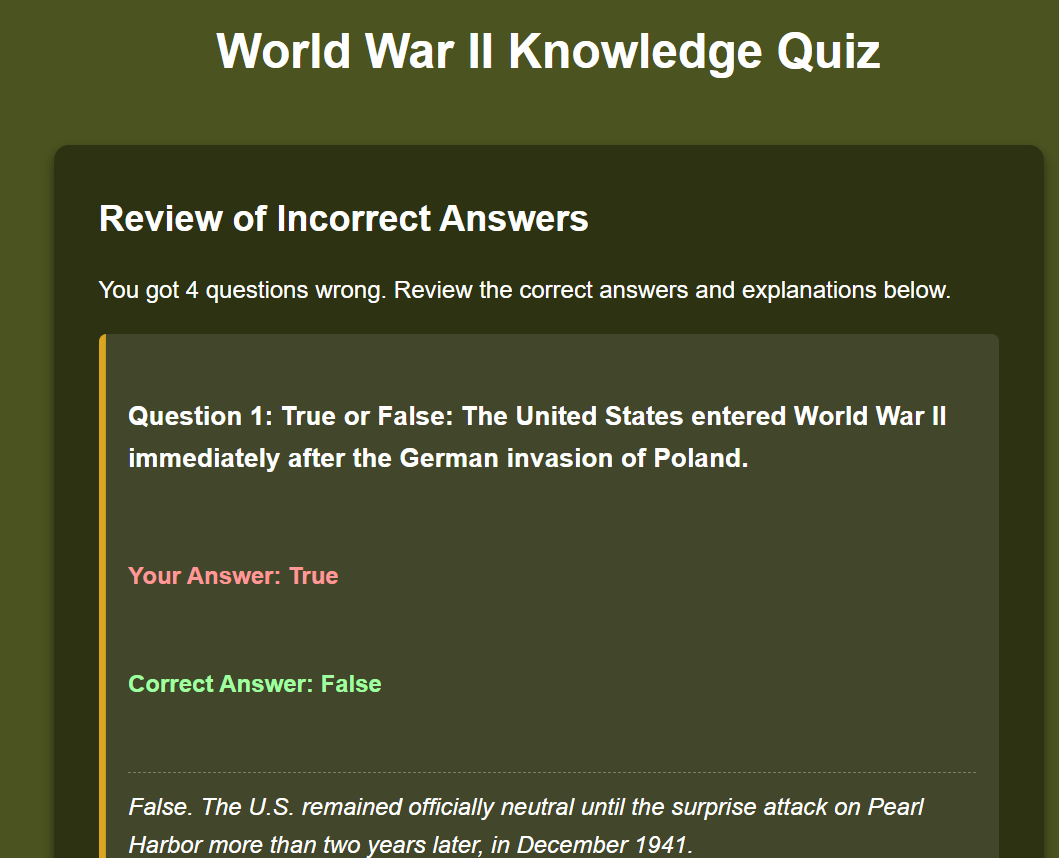 World War II Knowledge Quiz
Review of Incorrect Answers
You got 4 questions wrong. Review the correct answers and explanations below.
Question 1: True or False: The United States entered World War II
immediately after the German invasion of Poland.
Your Answer: True
Correct Answer: False
False. The U.S. remained officially neutral until the surprise attack on Pearl
Harbor more than two years later, in December 1941.